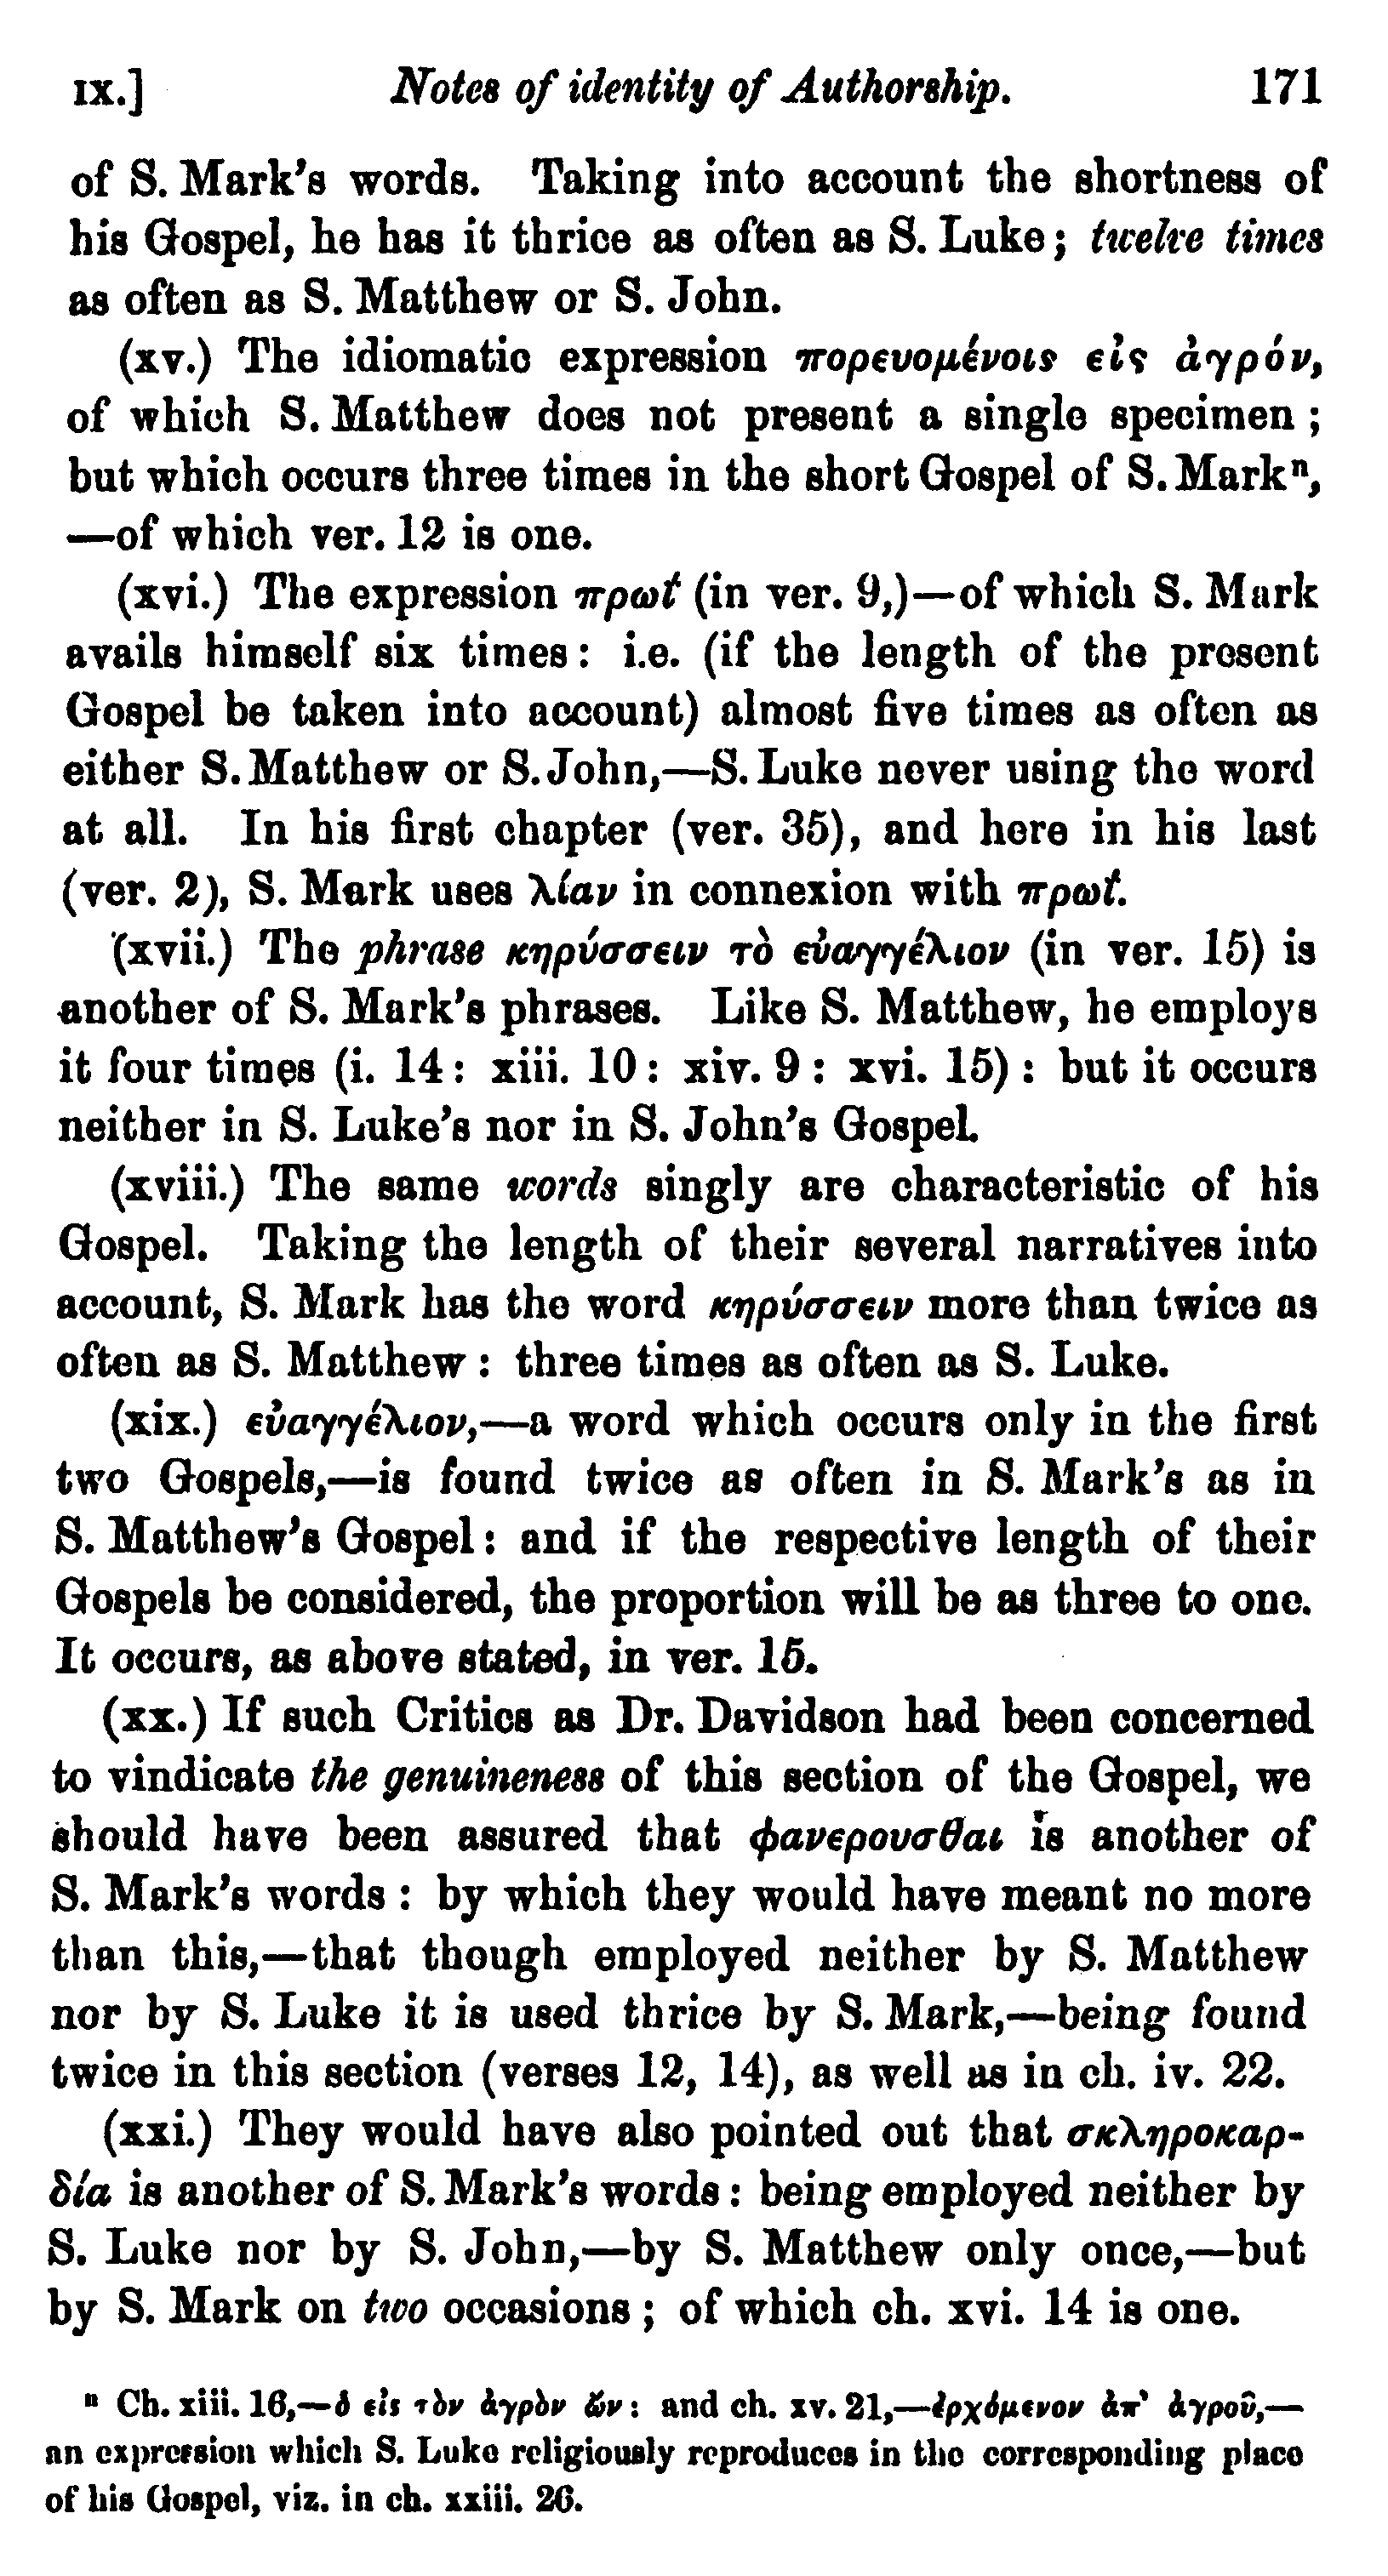 IX.] Notes of identity of Authorship. 171
of S. Mark's words. Taking into account the shortness of
his Gospel, he has it thrice as often as S. Luke; twelve times
as often as S. Matthew or S. John.
(xv.) The idiomatic expression πορευομένοις εἰς ἀγρόν,
of which S. Matthew does not present a single specimen;
but which occurs three times in the short Gospel of S. Markⁿ,
—of which ver. 12 is one.
(xvi.) The expression πρωΐ (in ver. 9,)—of which S. Mark
avails himself six times: i.e. (if the length of the present
Gospel be taken into account) almost five times as often as
either S. Matthew or S. John,—S. Luke never using the word
at all. In his first chapter (ver. 35), and here in his last
(ver. 2), S. Mark uses λίαν in connexion with πρωΐ.
(xvii.) The phrase κηρύσσειν τὸ εὐαγγέλιον (in ver. 15) is
another of S. Mark's phrases. Like S. Matthew, he employs
it four times (i. 14: xiii. 10: xiv. 9: xvi. 15): but it occurs
neither in S. Luke's nor in S. John's Gospel.
(xviii.) The same words singly are characteristic of his
Gospel. Taking the length of their several narratives into
account, S. Mark has the word κηρύσσειν more than twice as
often as S. Matthew: three times as often as S. Luke.
(xix.) εὐαγγέλιον,—a word which occurs only in the first
two Gospels,—is found twice as often in S. Mark's as in
S. Matthew's Gospel: and if the respective length of their
Gospels be considered, the proportion will be as three to one.
It occurs, as above stated, in ver. 15.
(xx.) If such Critics as Dr. Davidson had been concerned
to vindicate the genuineness of this section of the Gospel, we
should have been assured that φανερουσθαι is another of
S. Mark's words: by which they would have meant no more
than this,—that though employed neither by S. Matthew
nor by S. Luke it is used thrice by S. Mark,—being found
twice in this section (verses 12, 14), as well as in ch. iv. 22.
(xxi.) They would have also pointed out that σκληροκαρ-
δία is another of S. Mark's words: being employed neither by
S. Luke nor by S. John,—by S. Matthew only once,—but
by S. Mark on two occasions; of which ch. xvi. 14 is one.
ⁿ Ch. xiii. 16,—ὁ εἰς τὸν ἀγρὸν ὤν: and ch. xv. 21,—ἐρχόμενον ἀπ' ἀγροῦ,—
an expression which S. Luke religiously reproduces in the corresponding place
of his Gospel, viz. in ch. xxiii. 26.